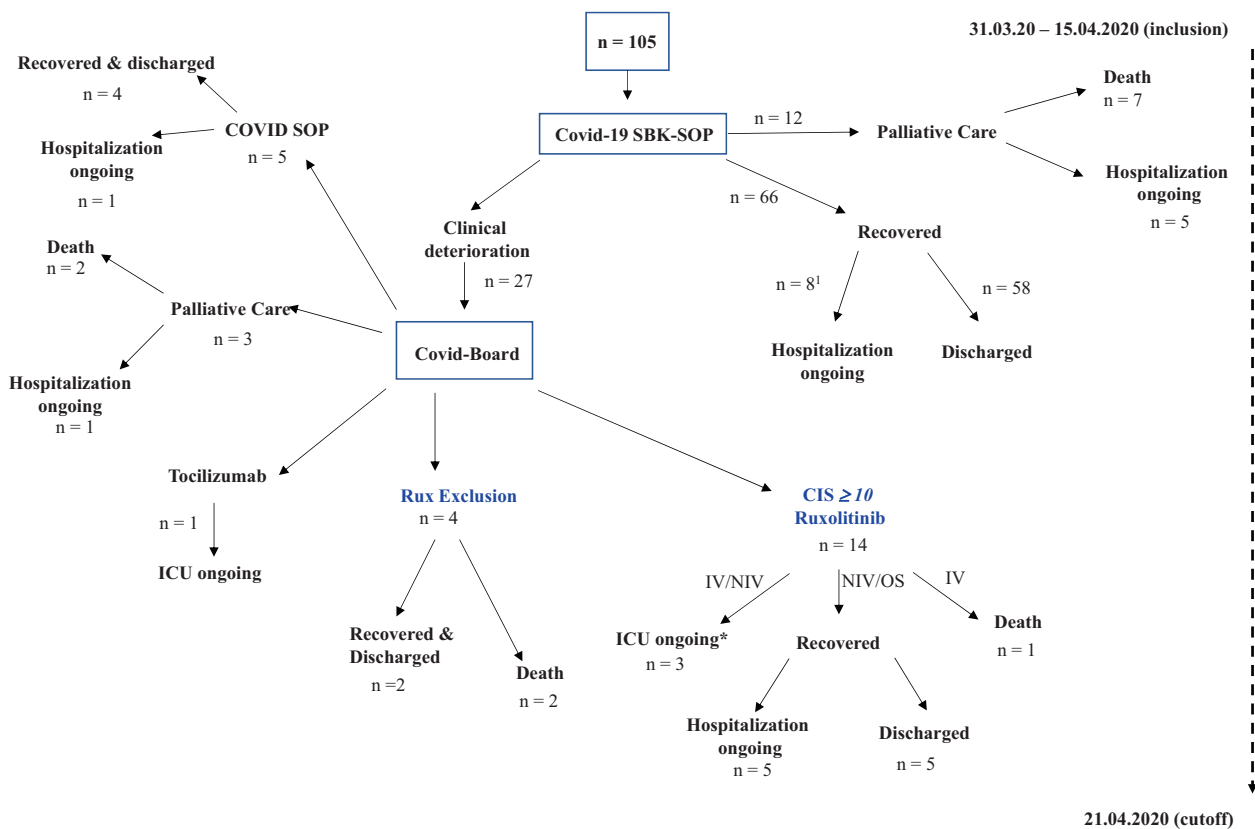 n = 105
31.03.20 – 15.04.2020 (inclusion)
Recovered & discharged
n = 4
COVID SOP
n = 5
Hospitalization
ongoing
n = 1
Covid-19 SBK-SOP
n = 12
Palliative Care
Death
n = 7
Hospitalization
ongoing
n = 5
n = 66
Recovered
n = 8¹
n = 58
Hospitalization
ongoing
Discharged
Clinical
deterioration
n = 27
Covid-Board
Death
n = 2
Palliative Care
n = 3
Hospitalization
ongoing
n = 1
Tocilizumab
n = 1
ICU ongoing
Rux Exclusion
n = 4
Recovered &
Discharged
n =2
Death
n = 2
CIS ≥ 10
Ruxolitinib
n = 14
IV/NIV
NIV/OS
IV
ICU ongoing*
n = 3
Recovered
Death
n = 1
Hospitalization
ongoing
n = 5
Discharged
n = 5
21.04.2020 (cutoff)